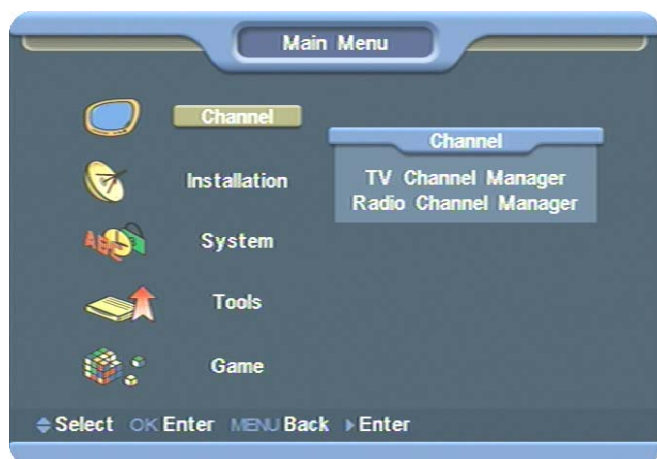 Main Menu
Channel
Installation
System
Tools
Game
Channel
TV Channel Manager
Radio Channel Manager
Select OK Enter MENU Back Enter